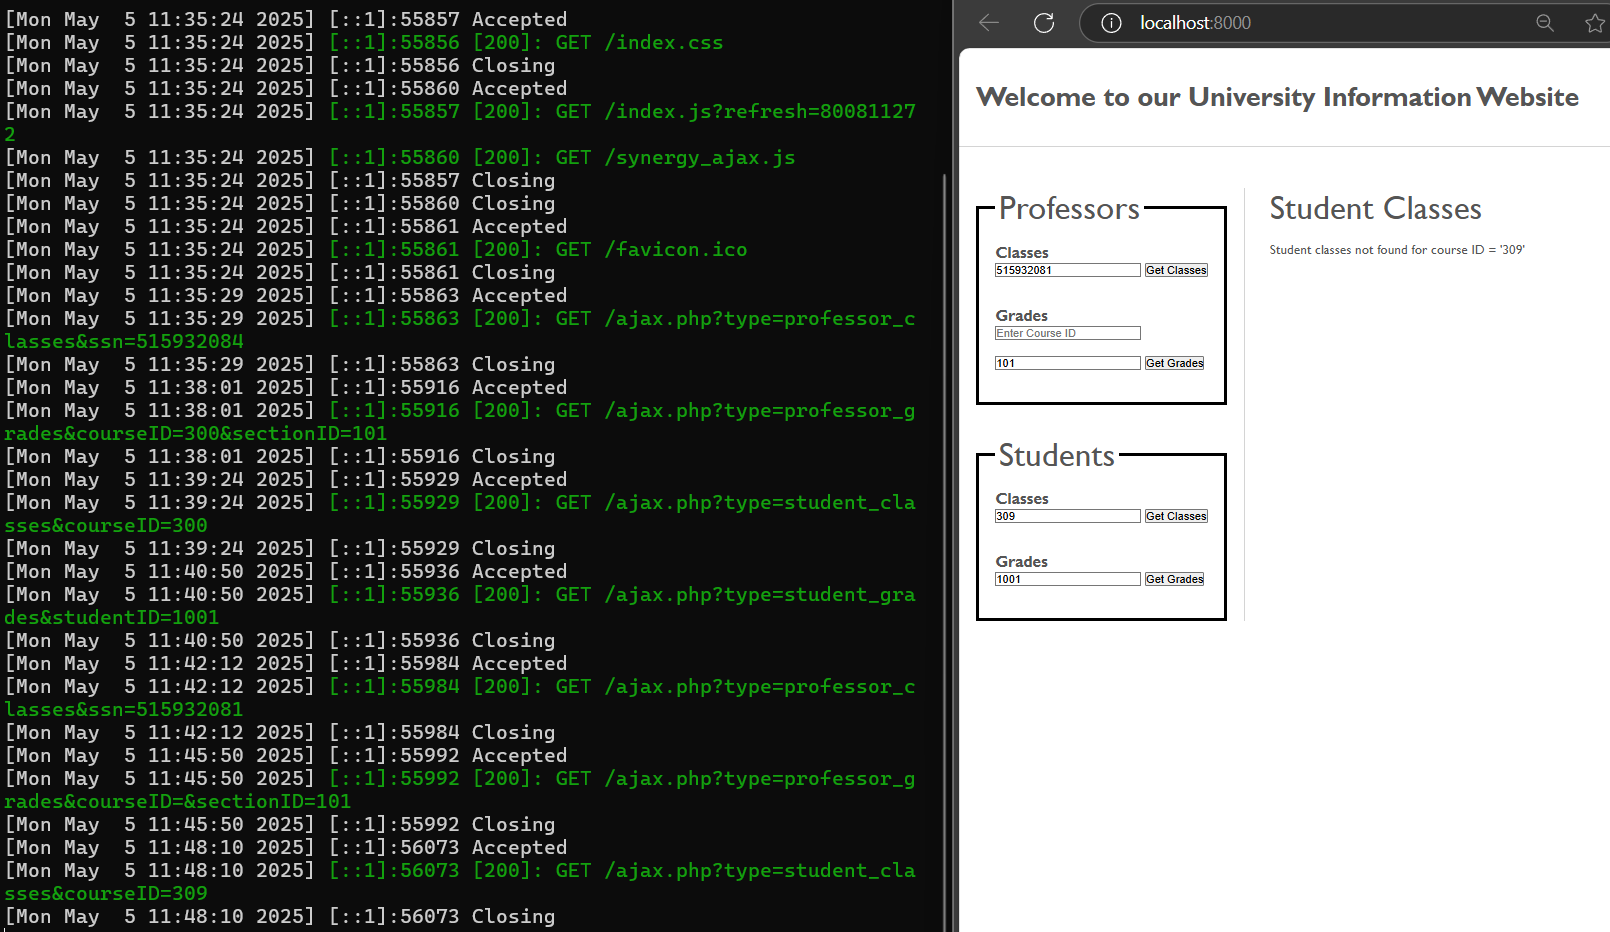 [Mon May  5 11:35:24 2025] [::1]:55857 Accepted
[Mon May  5 11:35:24 2025] [::1]:55856 [200]: GET /index.css
[Mon May  5 11:35:24 2025] [::1]:55856 Closing
[Mon May  5 11:35:24 2025] [::1]:55860 Accepted
[Mon May  5 11:35:24 2025] [::1]:55857 [200]: GET /index.js?refresh=80081127
2
[Mon May  5 11:35:24 2025] [::1]:55860 [200]: GET /synergy_ajax.js
[Mon May  5 11:35:24 2025] [::1]:55857 Closing
[Mon May  5 11:35:24 2025] [::1]:55860 Closing
[Mon May  5 11:35:24 2025] [::1]:55861 Accepted
[Mon May  5 11:35:24 2025] [::1]:55861 [200]: GET /favicon.ico
[Mon May  5 11:35:24 2025] [::1]:55861 Closing
[Mon May  5 11:35:29 2025] [::1]:55863 Accepted
[Mon May  5 11:35:29 2025] [::1]:55863 [200]: GET /ajax.php?type=professor_c
lasses&ssn=515932084
[Mon May  5 11:35:29 2025] [::1]:55863 Closing
[Mon May  5 11:38:01 2025] [::1]:55916 Accepted
[Mon May  5 11:38:01 2025] [::1]:55916 [200]: GET /ajax.php?type=professor_g
rades&courseID=300&sectionID=101
[Mon May  5 11:38:01 2025] [::1]:55916 Closing
[Mon May  5 11:39:24 2025] [::1]:55929 Accepted
[Mon May  5 11:39:24 2025] [::1]:55929 [200]: GET /ajax.php?type=student_cla
sses&courseID=300
[Mon May  5 11:39:24 2025] [::1]:55929 Closing
[Mon May  5 11:40:50 2025] [::1]:55936 Accepted
[Mon May  5 11:40:50 2025] [::1]:55936 [200]: GET /ajax.php?type=student_gra
des&studentID=1001
[Mon May  5 11:40:50 2025] [::1]:55936 Closing
[Mon May  5 11:42:12 2025] [::1]:55984 Accepted
[Mon May  5 11:42:12 2025] [::1]:55984 [200]: GET /ajax.php?type=professor_c
lasses&ssn=515932081
[Mon May  5 11:42:12 2025] [::1]:55984 Closing
[Mon May  5 11:45:50 2025] [::1]:55992 Accepted
[Mon May  5 11:45:50 2025] [::1]:55992 [200]: GET /ajax.php?type=professor_g
rades&courseID=&sectionID=101
[Mon May  5 11:45:50 2025] [::1]:55992 Closing
[Mon May  5 11:48:10 2025] [::1]:56073 Accepted
[Mon May  5 11:48:10 2025] [::1]:56073 [200]: GET /ajax.php?type=student_cla
sses&courseID=309
[Mon May  5 11:48:10 2025] [::1]:56073 Closing
localhost:8000
Welcome to our University Information Website
Professors
Classes
515932081 Get Classes
Grades
Enter Course ID
101 Get Grades
Students
Classes
309 Get Classes
Grades
1001 Get Grades
Student Classes
Student classes not found for course ID = '309'